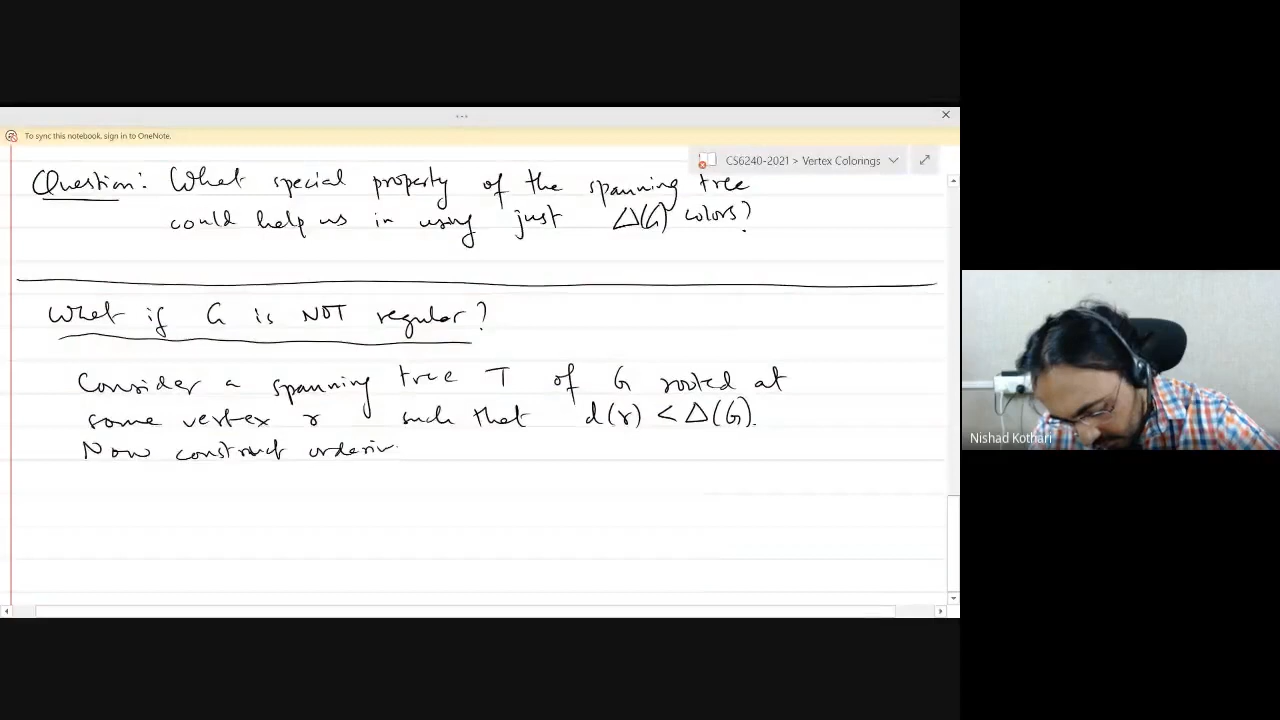 To sync this notebook, sign in to OneNote.
CS6240-2021 > Vertex Colorings
Question: What special property of the spanning tree
could help us in using just Δ(G) colors?
What if G is NOT regular?
Consider a spanning tree T of G rooted at
some vertex r such that d(r) < Δ(G).
Now construct orderin
Nishad Kothari